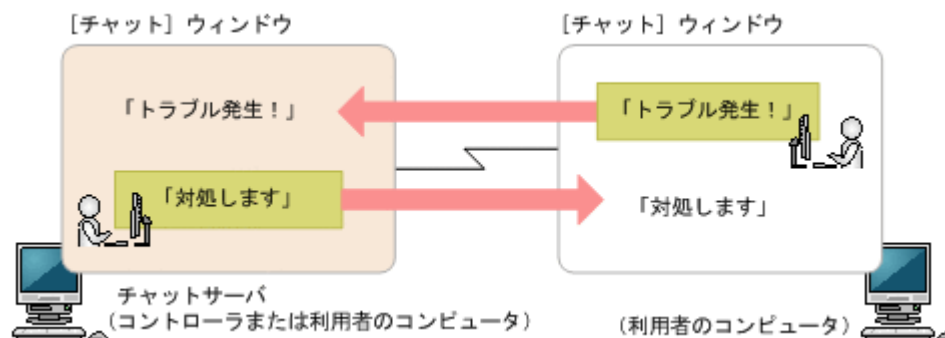 ［チャット］ウィンドウ
［チャット］ウィンドウ
「トラブル発生！」
「トラブル発生！」
「対処します」
「対処します」
チャットサーバ
（コントローラまたは利用者のコンピュータ）
（利用者のコンピュータ）